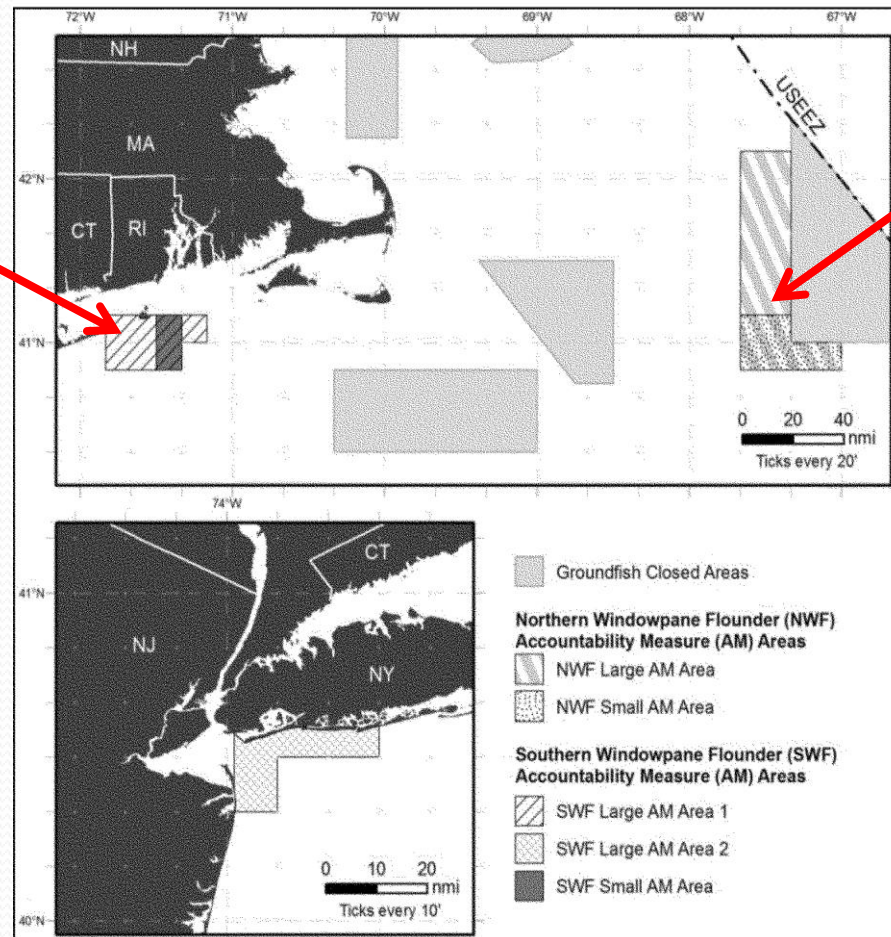 72°W 71°W 70°W 69°W 68°W 67°W
NH
USEEZ
MA
42°N
CT RI
41°N
0 20 40
nmi
Ticks every 20'
74°W
CT
41°N
NJ
NY
0 10 20
nmi
Ticks every 10'
40°N
Groundfish Closed Areas
Northern Windowpane Flounder (NWF)
Accountability Measure (AM) Areas
NWF Large AM Area
NWF Small AM Area
Southern Windowpane Flounder (SWF)
Accountability Measure (AM) Areas
SWF Large AM Area 1
SWF Large AM Area 2
SWF Small AM Area